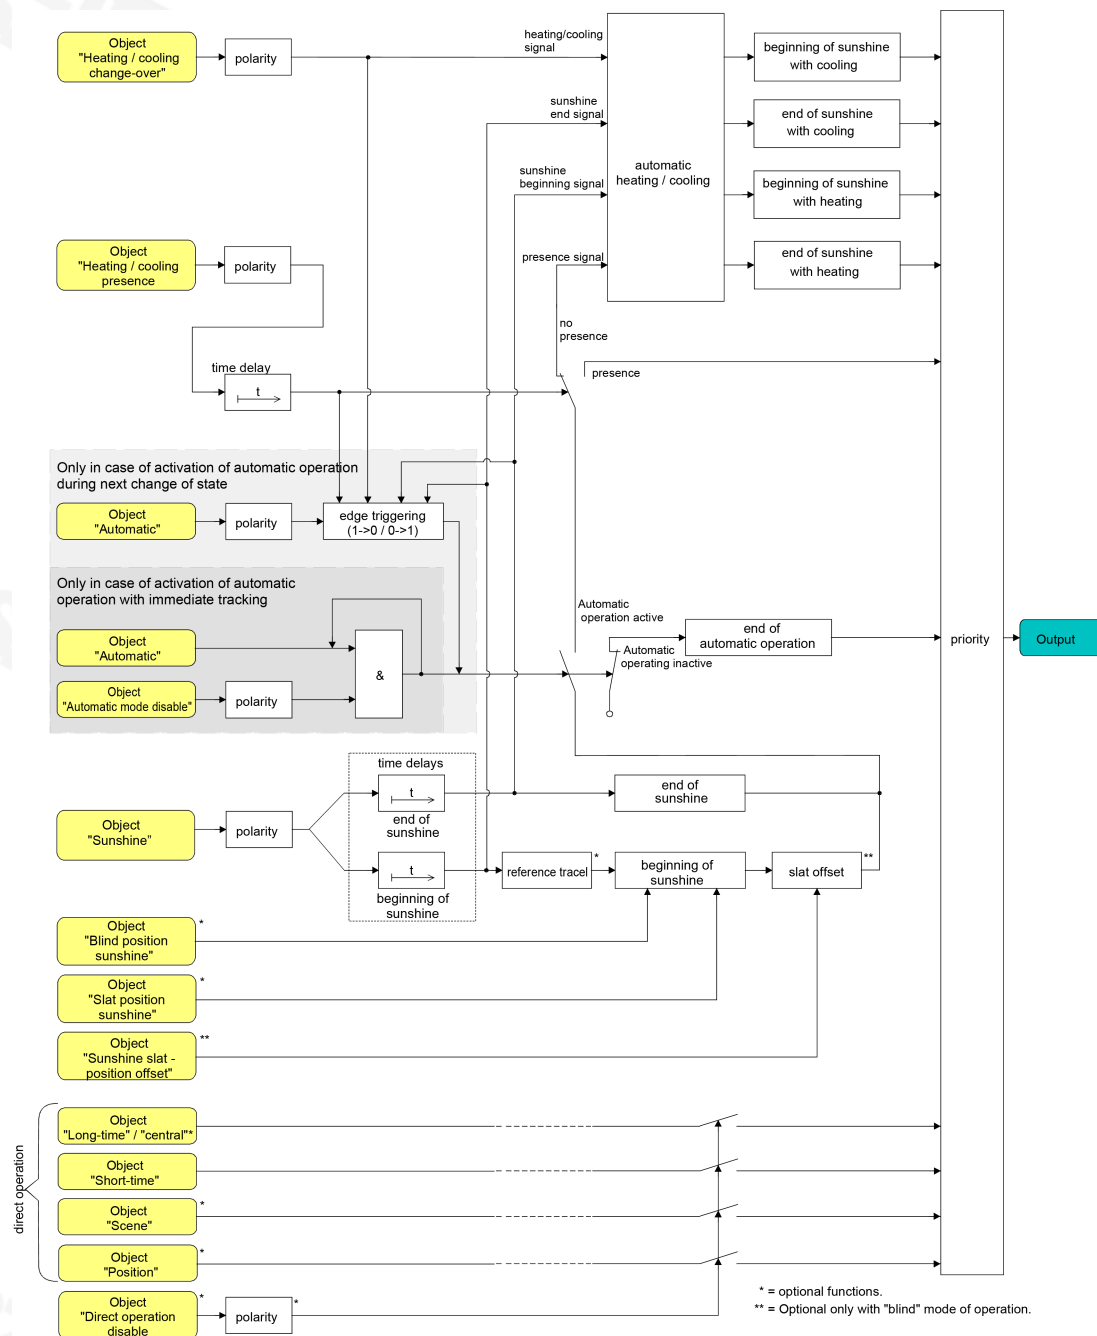 Object
"Heating / cooling
change-over"
polarity
heating/cooling
signal
beginning of sunshine
with cooling
sunshine
end signal
end of sunshine
with cooling
automatic
heating / cooling
sunshine
beginning signal
beginning of sunshine
with heating
Object
"Heating / cooling
presence
polarity
presence signal
end of sunshine
with heating
no
presence
presence
time delay
t
Only in case of activation of automatic operation
during next change of state
Object
"Automatic"
polarity
edge triggering
(1->0 / 0->1)
Only in case of activation of automatic
operation with immediate tracking
Object
"Automatic"
Object
"Automatic mode disable"
polarity
&
Automatic
operation active
Automatic
operating inactive
end of
automatic operation
priority
Output
time delays
t
end of
sunshine
end of
sunshine
Object
"Sunshine"
polarity
t
beginning of
sunshine
reference tracel
*
beginning of
sunshine
slat offset
**
Object
"Blind position
sunshine"
*
Object
"Slat position
sunshine"
*
Object
"Sunshine slat -
position offset"
**
direct operation
Object
"Long-time" / "central"*
Object
"Short-time"
Object
"Scene"
*
Object
"Position"
*
Object
"Direct operation
disable
*
polarity
*
* = optional functions.
** = Optional only with "blind" mode of operation.